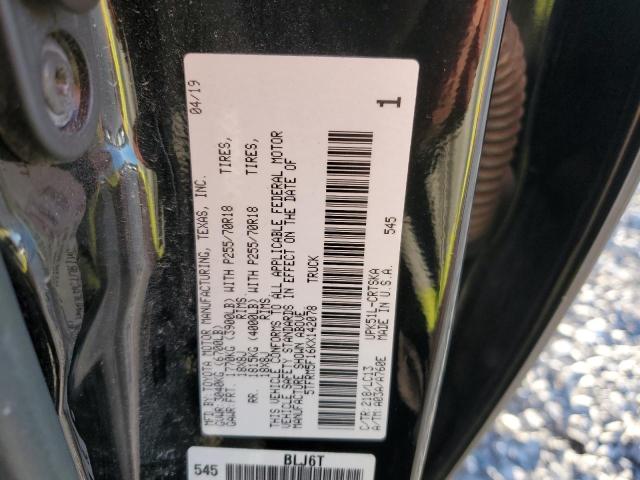 MFD.BY:TOYOTA MOTOR MANUFACTURING, TEXAS, INC. 04/19
GVWR: 3040KG (6700LB)
GAWR:FRT. 1770KG (3900LB) WITH P255/70R18 TIRES,
18X8J RIMS
RR. 1815KG (4000LB) WITH P255/70R18 TIRES,
18X8J RIMS
THIS VEHICLE CONFORMS TO ALL APPLICABLE FEDERAL MOTOR
VEHICLE SAFETY STANDARDS IN EFFECT ON THE DATE OF
MANUFACTURE SHOWN ABOVE.
5TFRM5F16KX142078 TRUCK
C/TR:218/LC13 UPK51L-CRTSKA 545
A/TM:AB3A/A760E MADE IN U.S.A.
1
545 BLJ6T